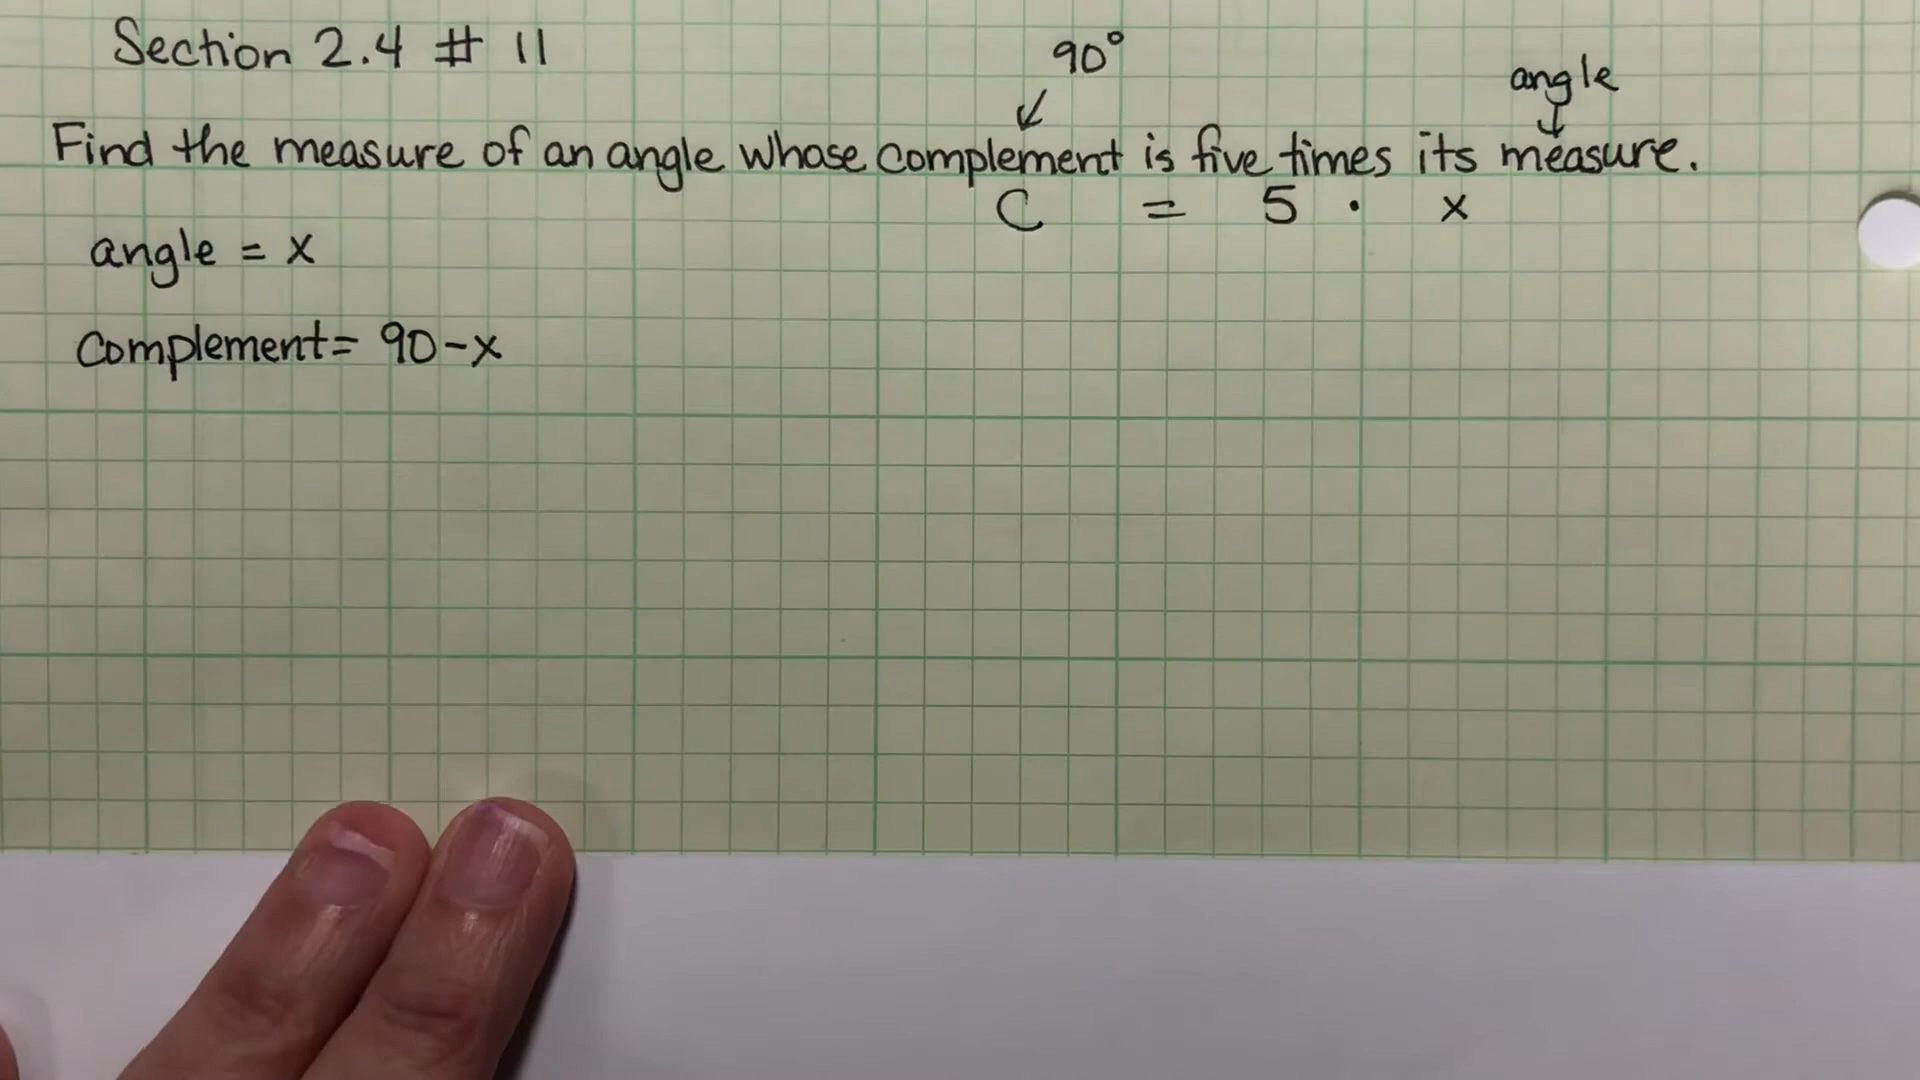 Section 2.4 # 11
90°
angle
Find the measure of an angle whose complement is five times its measure.
C = 5 · x
angle = x
complement = 90-x